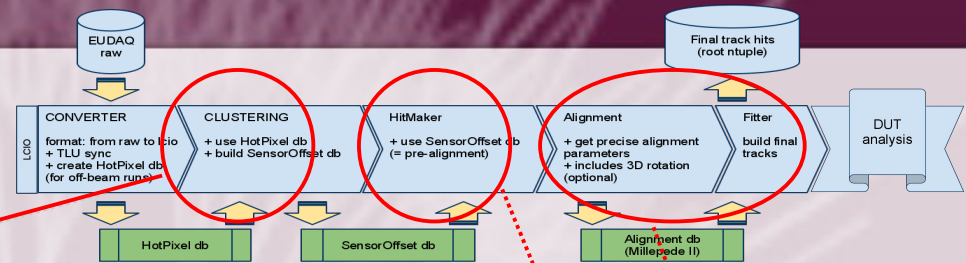 EUDAQ
raw
Final track hits
(root ntuple)
LCIO
CONVERTER
format: from raw to lcio
+ TLU sync
+ create HotPixel db
(for off-beam runs)
CLUSTERING
+ use HotPixel db
+ build SensorOffset db
HitMaker
+ use SensorOffset db
(= pre-alignment)
Alignment
+ get precise alignment
parameters
+ includes 3D rotation
(optional)
Fitter
build final
tracks
DUT
analysis
HotPixel db
SensorOffset db
Alignment db
(Millepede II)